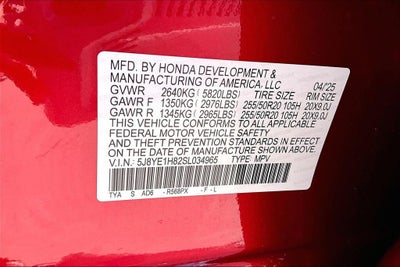 MFD. BY HONDA DEVELOPMENT &
MANUFACTURING OF AMERICA, LLC 04/25
GVWR 2640KG (5820LBS) TIRE SIZE RIM SIZE
GAWR F 1350KG (2976LBS) 255/50R20 105H 20X9.0J
GAWR R 1345KG (2965LBS) 255/50R20 105H 20X9.0J
THIS VEHICLE CONFORMS TO ALL APPLICABLE
FEDERAL MOTOR VEHICLE SAFETY, BUMPER,
AND THEFT PREVENTION STANDARDS IN EFFECT
ON THE DATE OF MANUFACTURE SHOWN ABOVE.
V.I.N.: 5J8YE1H82SL034965 TYPE: MPV
TYA S AD6 - R568PX - F - L